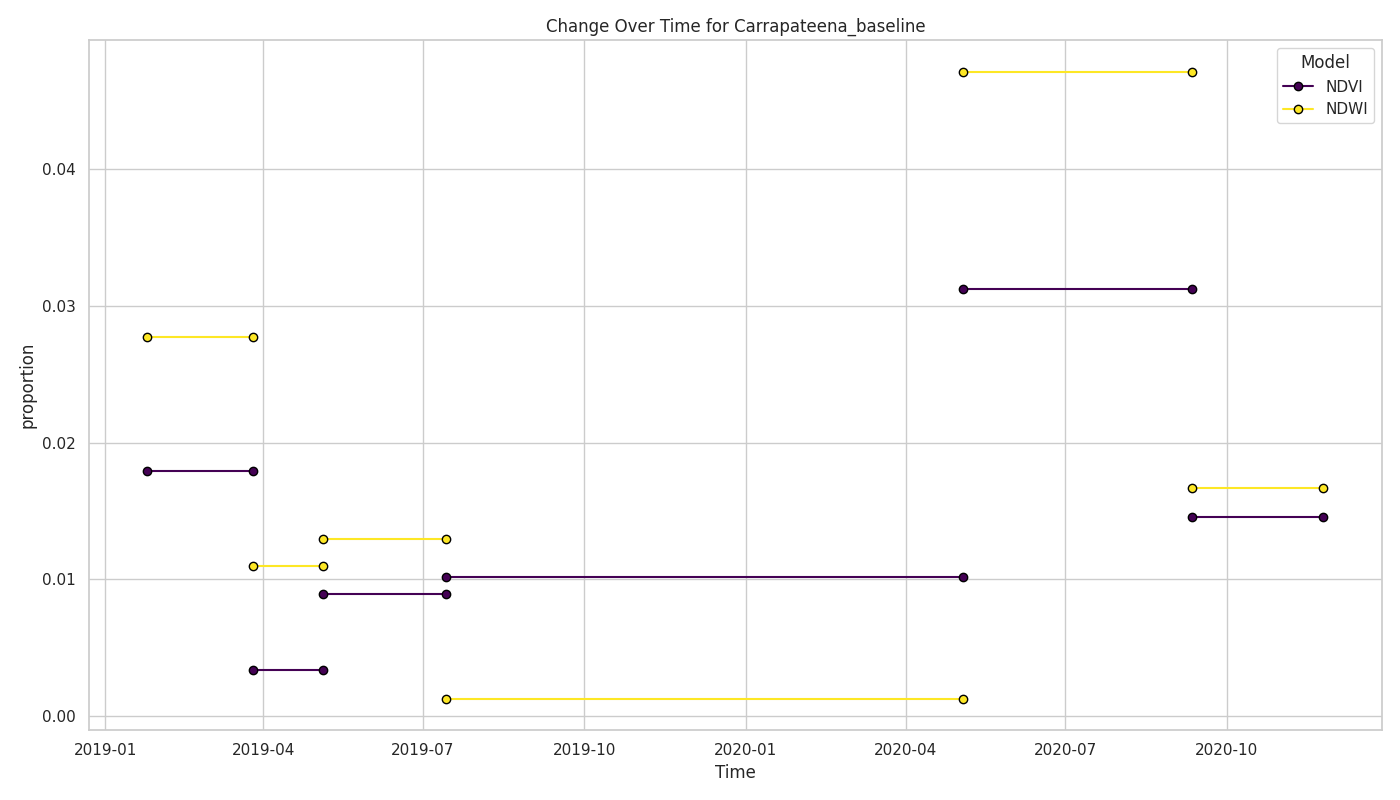 Change Over Time for Carrapateena_baseline
Model
NDVI
NDWI
0.04
0.03
0.02
0.01
0.00
proportion
2019-01 2019-04 2019-07 2019-10 2020-01 2020-04 2020-07 2020-10
Time